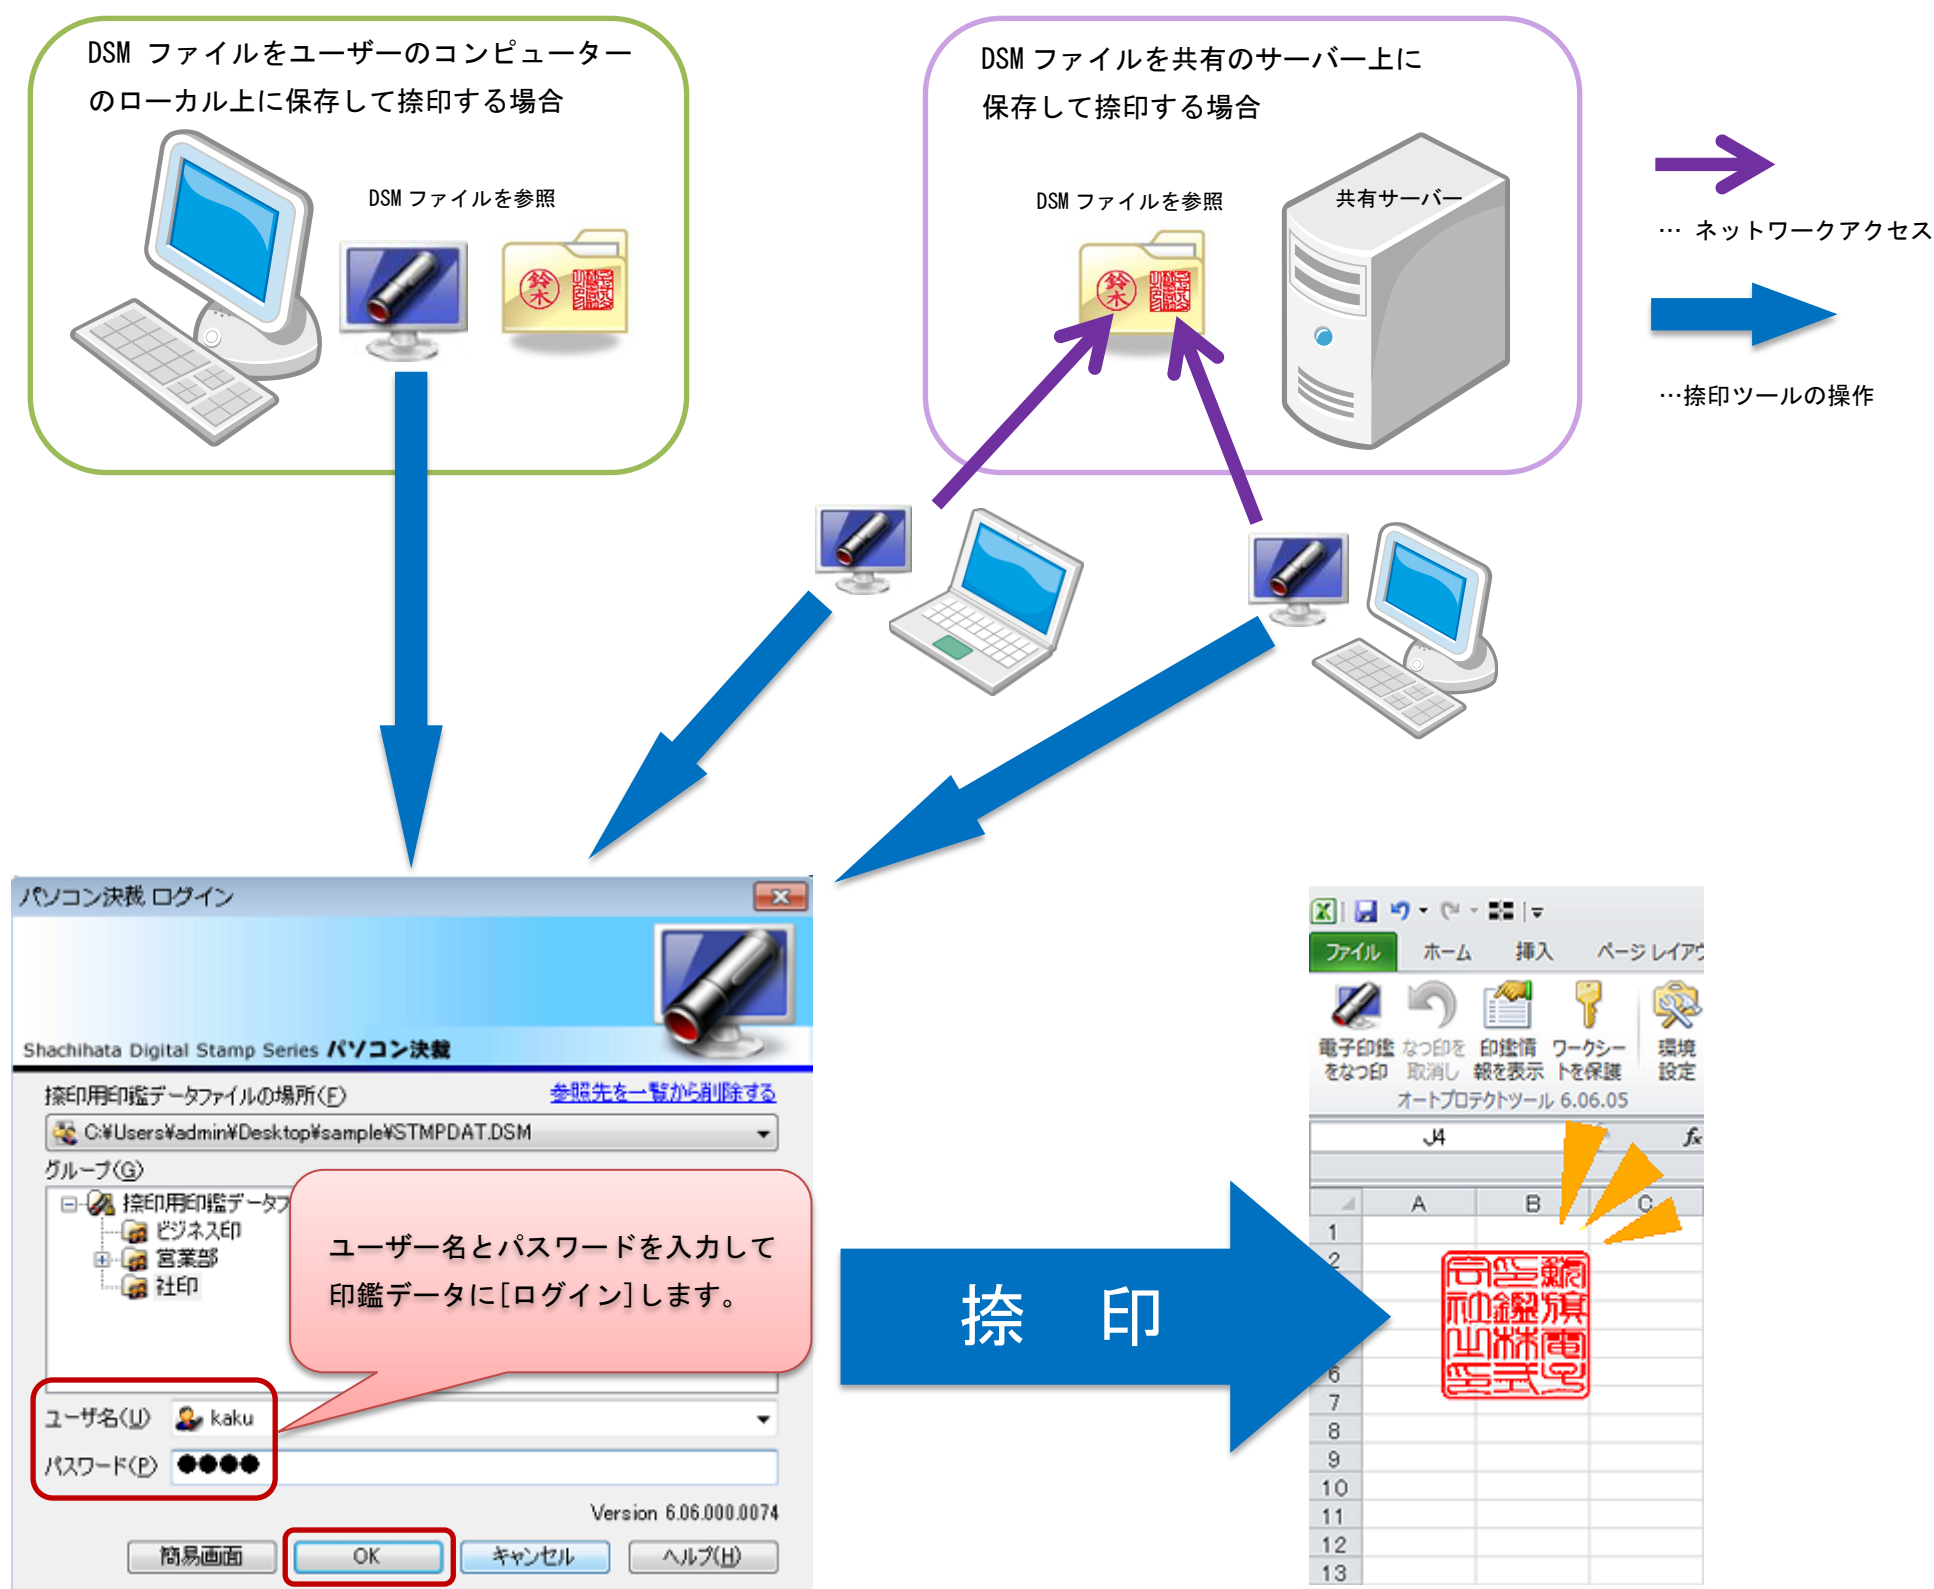 DSM ファイルをユーザーのコンピューター
のローカル上に保存して捺印する場合
DSM ファイルを参照
鈴木
DSM ファイルを共有のサーバー上に
保存して捺印する場合
DSM ファイルを参照
鈴木
共有サーバー
… ネットワークアクセス
…捺印ツールの操作
パソコン決裁 ログイン
Shachihata Digital Stamp Series パソコン決裁
捺印用印鑑データファイルの場所(F)
参照先を一覧から削除する
C:¥Users¥admin¥Desktop¥sample¥STMPDAT.DSM
グループ(G)
捺印用印鑑データフ
ビジネス印
営業部
社印
ユーザー名とパスワードを入力して
印鑑データに[ログイン]します。
ユーザ名(U) kaku
パスワード(P) ●●●●
Version 6.06.000.0074
簡易画面 OK キャンセル ヘルプ(H)
捺 印
ファイル ホーム 挿入 ページ レイアウ
電子印鑑
をなつ印
なつ印を
取消し
印鑑情
報を表示
ワークシー
トを保護
環境
設定
オートプロテクトツール 6.06.05
J4 fx
A B C
1
2
6
7
8
9
10
11
12
13